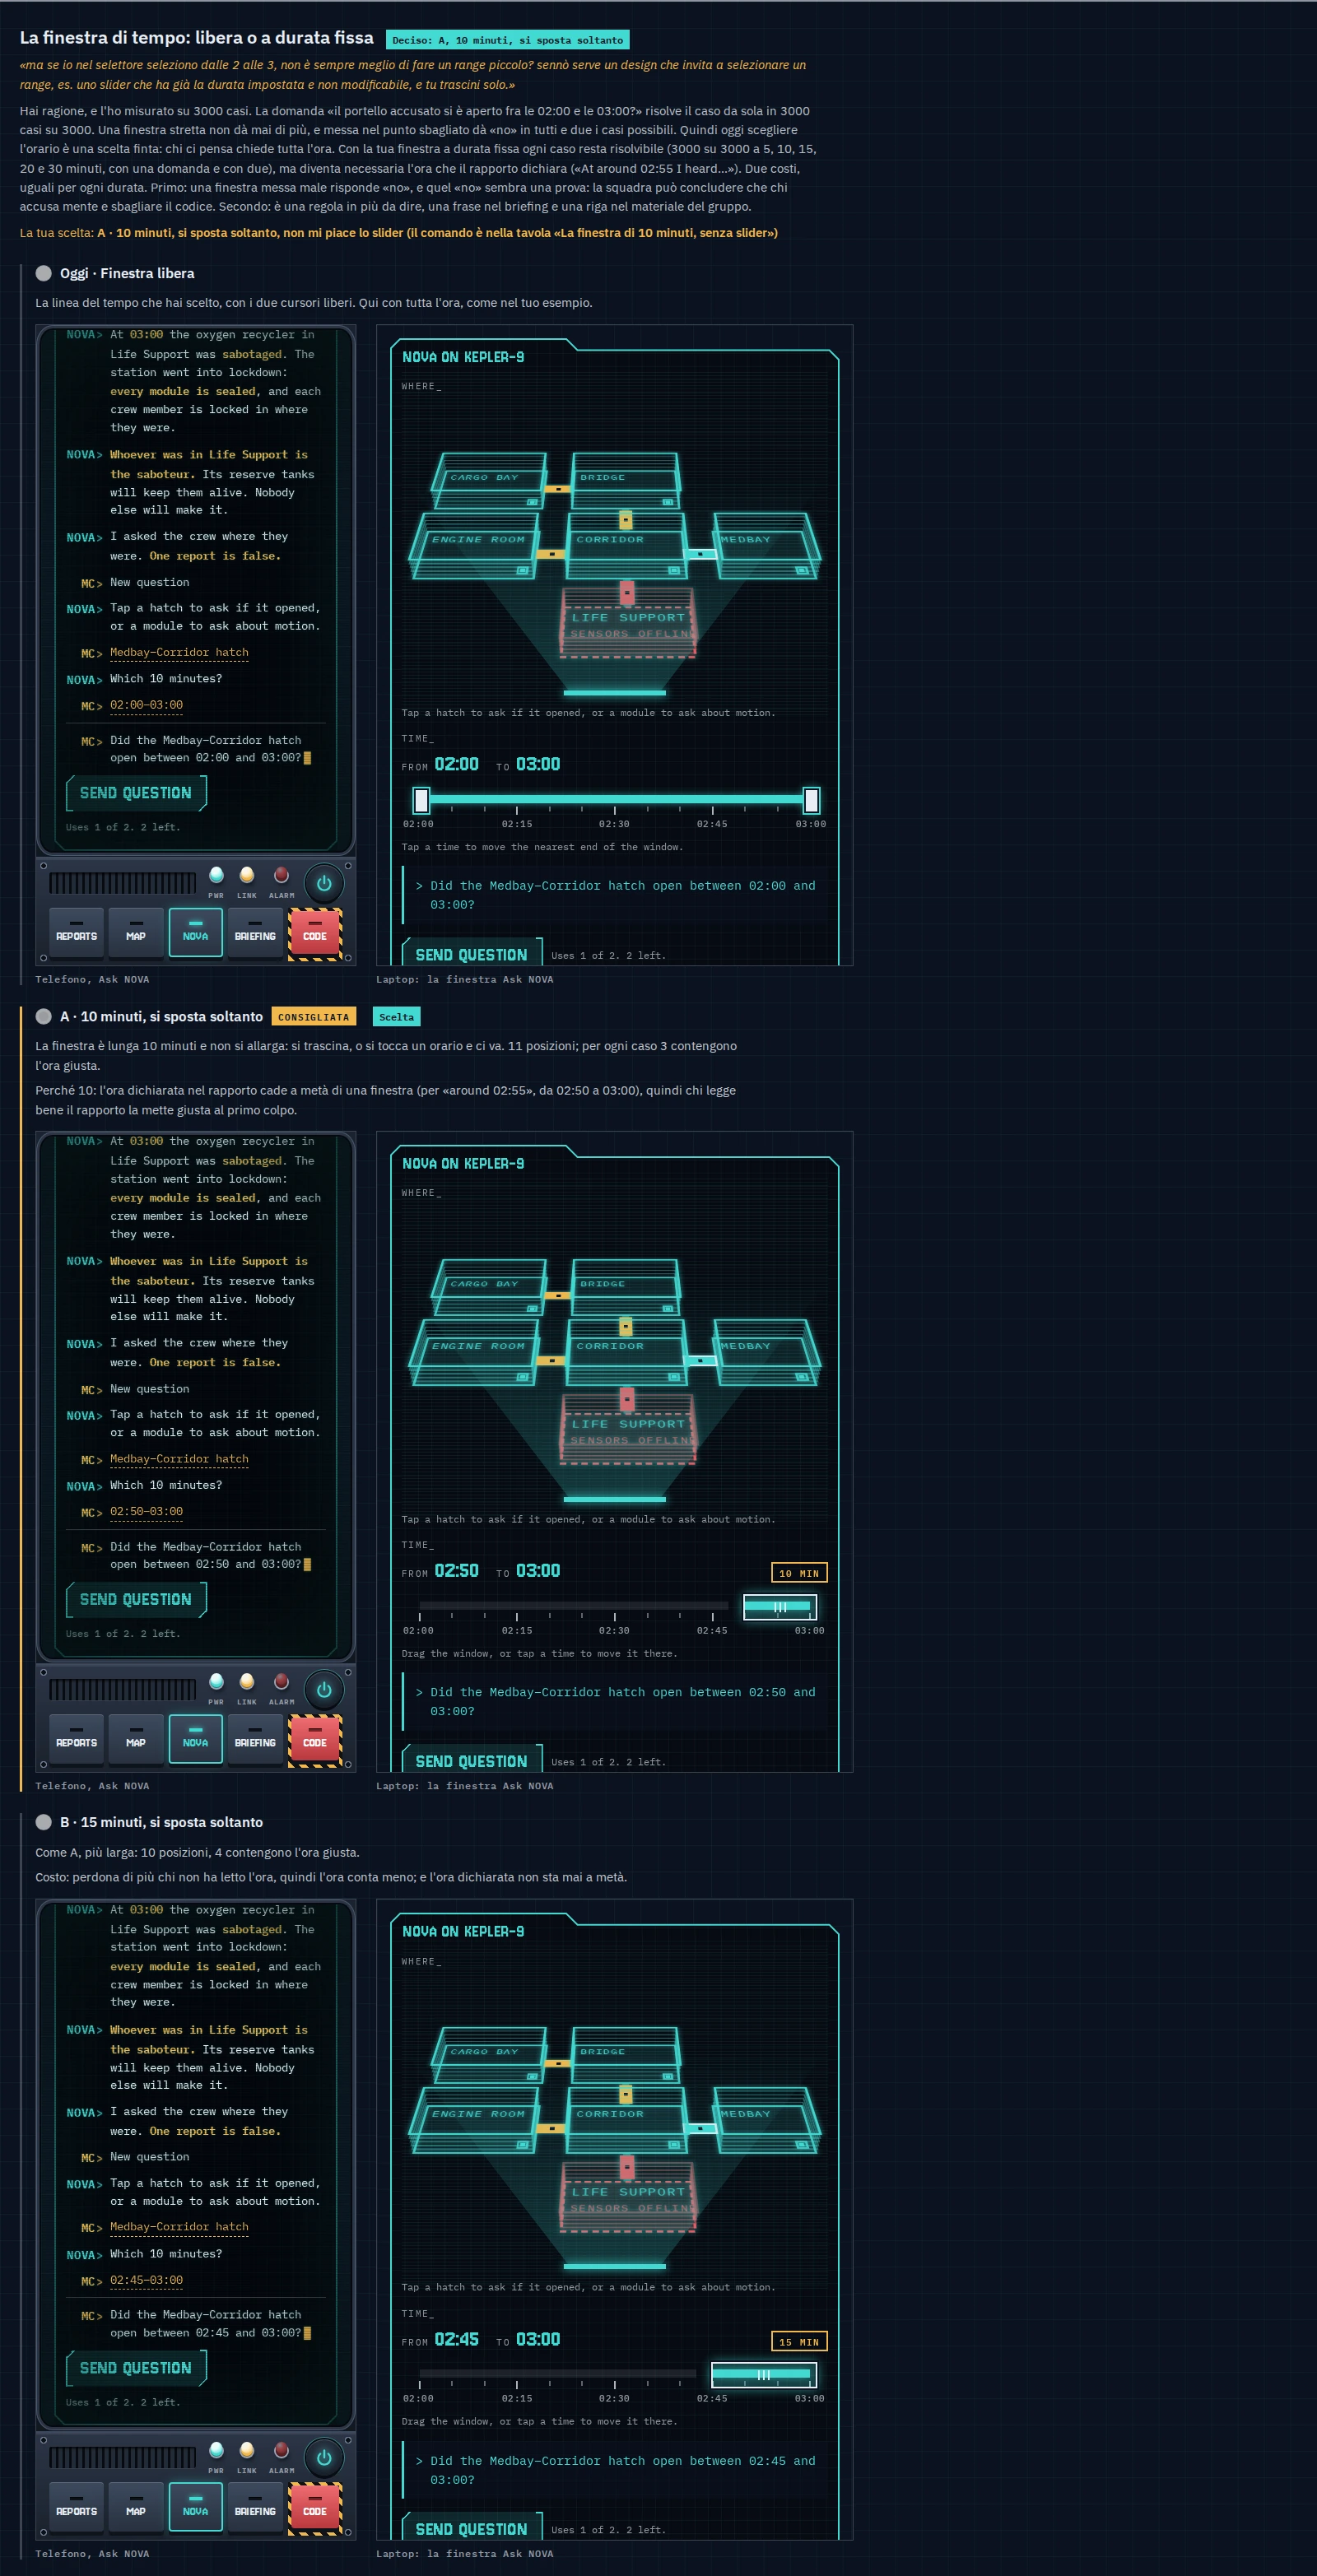 La finestra di tempo: libera o a durata fissa
Deciso: A, 10 minuti, si sposta soltanto
«ma se io nel selettore seleziono dalle 2 alle 3, non è sempre meglio di fare un range piccolo? sennò serve un design che invita a selezionare un
range, es. uno slider che ha già la durata impostata e non modificabile, e tu trascini solo.»
Hai ragione, e l'ho misurato su 3000 casi. La domanda «il portello accusato si è aperto fra le 02:00 e le 03:00?» risolve il caso da sola in 3000
casi su 3000. Una finestra stretta non dà mai di più, e messa nel punto sbagliato dà «no» in tutti e due i casi possibili. Quindi oggi scegliere
l'orario è una scelta finta: chi ci pensa chiede tutta l'ora. Con la tua finestra a durata fissa ogni caso resta risolvibile (3000 su 3000 a 5, 10, 15,
20 e 30 minuti, con una domanda e con due), ma diventa necessaria l'ora che il rapporto dichiara («At around 02:55 I heard...»). Due costi,
uguali per ogni durata. Primo: una finestra messa male risponde «no», e quel «no» sembra una prova: la squadra può concludere che chi
accusa mente e sbagliare il codice. Secondo: è una regola in più da dire, una frase nel briefing e una riga nel materiale del gruppo.
La tua scelta: A · 10 minuti, si sposta soltanto, non mi piace lo slider (il comando è nella tavola «La finestra di 10 minuti, senza slider»)
Oggi · Finestra libera
La linea del tempo che hai scelto, con i due cursori liberi. Qui con tutta l'ora, come nel tuo esempio.
NOVA> At 03:00 the oxygen recycler in
Life Support was sabotaged. The
station went into lockdown:
every module is sealed, and each
crew member is locked in where
they were.
NOVA> Whoever was in Life Support is
the saboteur. Its reserve tanks
will keep them alive. Nobody
else will make it.
NOVA> I asked the crew where they
were. One report is false.
MC> New question
NOVA> Tap a hatch to ask if it opened,
or a module to ask about motion.
MC> Medbay–Corridor hatch
NOVA> Which 10 minutes?
MC> 02:00–03:00
MC> Did the Medbay–Corridor hatch
open between 02:00 and 03:00?
SEND QUESTION
Uses 1 of 2. 2 left.
PWR LINK ALARM
REPORTS MAP NOVA BRIEFING CODE
Telefono, Ask NOVA
NOVA ON KEPLER-9
WHERE_
CARGO BAY BRIDGE
ENGINE ROOM CORRIDOR MEDBAY
LIFE SUPPORT
SENSORS OFFLINE
Tap a hatch to ask if it opened, or a module to ask about motion.
TIME_
FROM 02:00 TO 03:00
02:00 02:15 02:30 02:45 03:00
Tap a time to move the nearest end of the window.
> Did the Medbay–Corridor hatch open between 02:00 and
03:00?
SEND QUESTION Uses 1 of 2. 2 left.
Laptop: la finestra Ask NOVA
A · 10 minuti, si sposta soltanto CONSIGLIATA Scelta
La finestra è lunga 10 minuti e non si allarga: si trascina, o si tocca un orario e ci va. 11 posizioni; per ogni caso 3 contengono
l'ora giusta.
Perché 10: l'ora dichiarata nel rapporto cade a metà di una finestra (per «around 02:55», da 02:50 a 03:00), quindi chi legge
bene il rapporto la mette giusta al primo colpo.
NOVA> At 03:00 the oxygen recycler in
Life Support was sabotaged. The
station went into lockdown:
every module is sealed, and each
crew member is locked in where
they were.
NOVA> Whoever was in Life Support is
the saboteur. Its reserve tanks
will keep them alive. Nobody
else will make it.
NOVA> I asked the crew where they
were. One report is false.
MC> New question
NOVA> Tap a hatch to ask if it opened,
or a module to ask about motion.
MC> Medbay–Corridor hatch
NOVA> Which 10 minutes?
MC> 02:50–03:00
MC> Did the Medbay–Corridor hatch
open between 02:50 and 03:00?
SEND QUESTION
Uses 1 of 2. 2 left.
PWR LINK ALARM
REPORTS MAP NOVA BRIEFING CODE
Telefono, Ask NOVA
NOVA ON KEPLER-9
WHERE_
CARGO BAY BRIDGE
ENGINE ROOM CORRIDOR MEDBAY
LIFE SUPPORT
SENSORS OFFLINE
Tap a hatch to ask if it opened, or a module to ask about motion.
TIME_
FROM 02:50 TO 03:00 10 MIN
02:00 02:15 02:30 02:45 03:00
Drag the window, or tap a time to move it there.
> Did the Medbay–Corridor hatch open between 02:50 and
03:00?
SEND QUESTION Uses 1 of 2. 2 left.
Laptop: la finestra Ask NOVA
B · 15 minuti, si sposta soltanto
Come A, più larga: 10 posizioni, 4 contengono l'ora giusta.
Costo: perdona di più chi non ha letto l'ora, quindi l'ora conta meno; e l'ora dichiarata non sta mai a metà.
NOVA> At 03:00 the oxygen recycler in
Life Support was sabotaged. The
station went into lockdown:
every module is sealed, and each
crew member is locked in where
they were.
NOVA> Whoever was in Life Support is
the saboteur. Its reserve tanks
will keep them alive. Nobody
else will make it.
NOVA> I asked the crew where they
were. One report is false.
MC> New question
NOVA> Tap a hatch to ask if it opened,
or a module to ask about motion.
MC> Medbay–Corridor hatch
NOVA> Which 10 minutes?
MC> 02:45–03:00
MC> Did the Medbay–Corridor hatch
open between 02:45 and 03:00?
SEND QUESTION
Uses 1 of 2. 2 left.
PWR LINK ALARM
REPORTS MAP NOVA BRIEFING CODE
Telefono, Ask NOVA
NOVA ON KEPLER-9
WHERE_
CARGO BAY BRIDGE
ENGINE ROOM CORRIDOR MEDBAY
LIFE SUPPORT
SENSORS OFFLINE
Tap a hatch to ask if it opened, or a module to ask about motion.
TIME_
FROM 02:45 TO 03:00 15 MIN
02:00 02:15 02:30 02:45 03:00
Drag the window, or tap a time to move it there.
> Did the Medbay–Corridor hatch open between 02:45 and
03:00?
SEND QUESTION Uses 1 of 2. 2 left.
Laptop: la finestra Ask NOVA